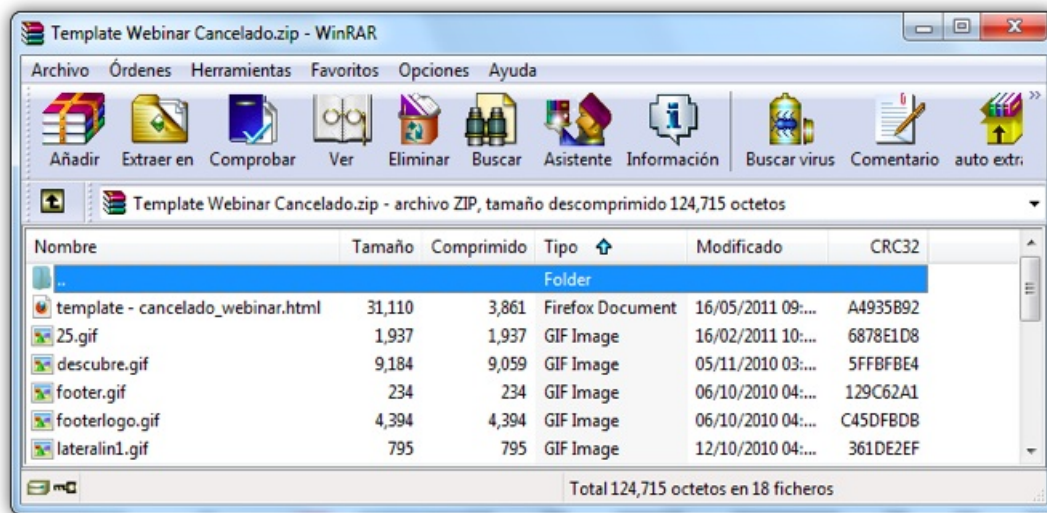 Template Webinar Cancelado.zip - WinRAR
Archivo Órdenes Herramientas Favoritos Opciones Ayuda
Añadir Extraer en Comprobar Ver Eliminar Buscar Asistente Información Buscar virus Comentario auto extra
Template Webinar Cancelado.zip - archivo ZIP, tamaño descomprimido 124,715 octetos
Nombre Tamaño Comprimido Tipo Modificado CRC32
.. Folder
template - cancelado_webinar.html 31,110 3,861 Firefox Document 16/05/2011 09:... A4935B92
25.gif 1,937 1,937 GIF Image 16/02/2011 10:... 6878E1D8
descubre.gif 9,184 9,059 GIF Image 05/11/2010 03:... 5FFBFBE4
footer.gif 234 234 GIF Image 06/10/2010 04:... 129C62A1
footerlogo.gif 4,394 4,394 GIF Image 06/10/2010 04:... C45DFBDB
lateralin1.gif 795 795 GIF Image 12/10/2010 04:... 361DE2EF
Total 124,715 octetos en 18 ficheros